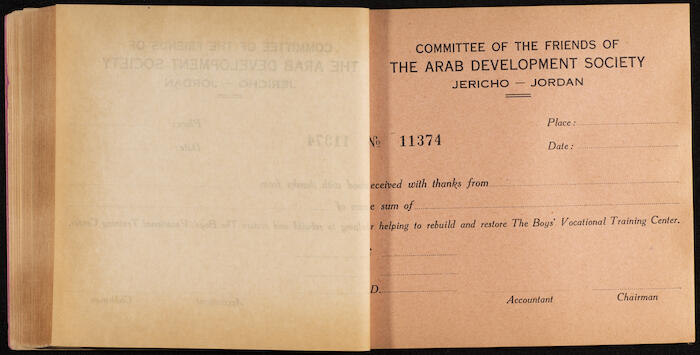 COMMITTEE OF THE FRIENDS OF
THE ARAB DEVELOPMENT SOCIETY
JERICHO — JORDAN
Place:
№ 11374
Date:
received with thanks from
sum of
helping to rebuild and restore The Boys' Vocational Training Center.
D.
Accountant Chairman